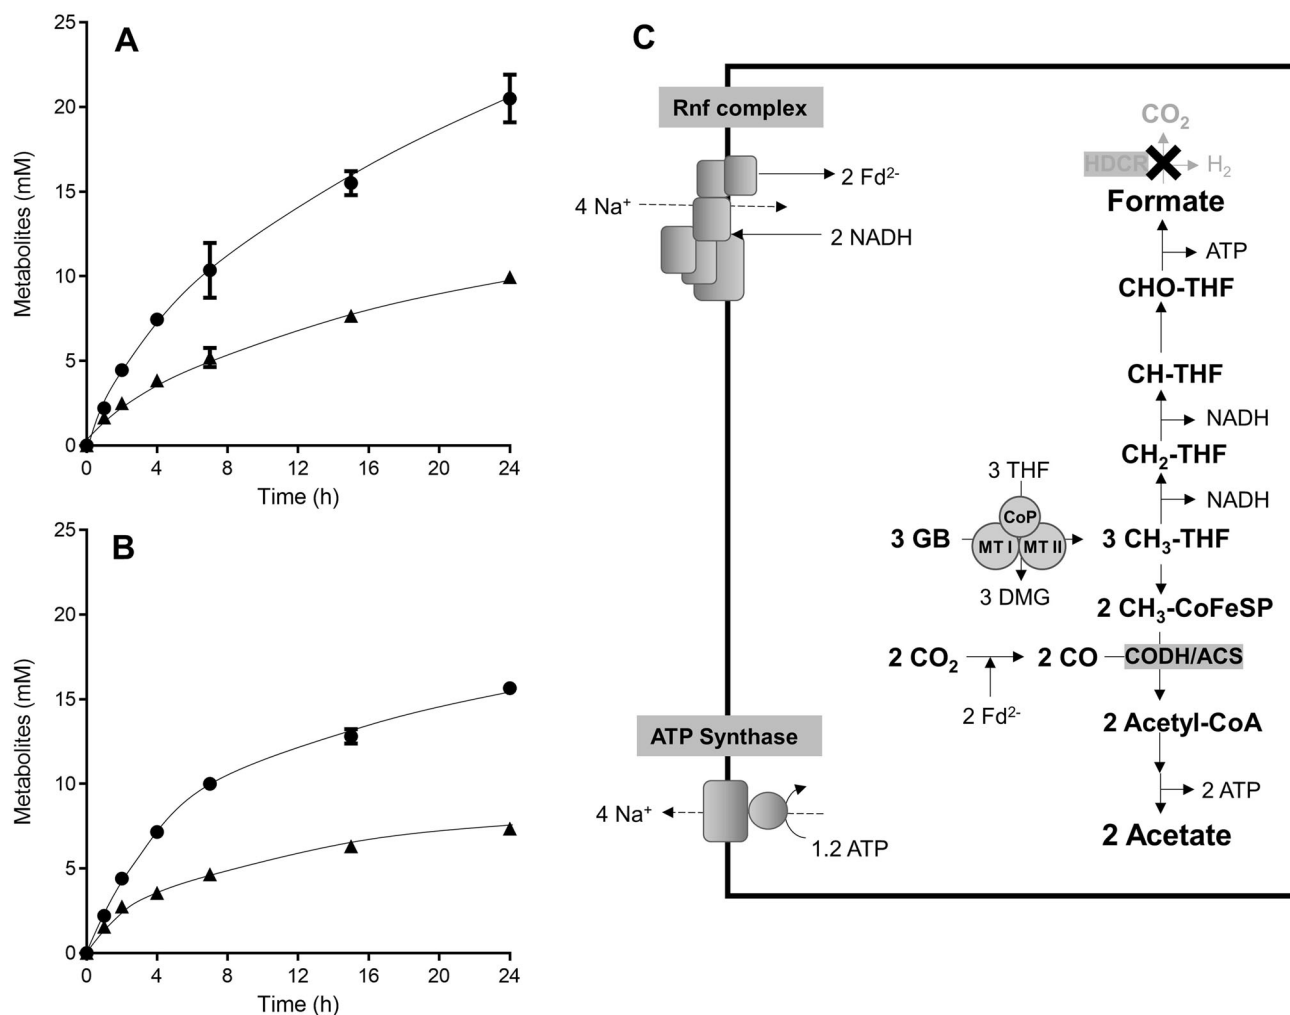 A
Metabolites (mM)
25
20
15
10
5
0
0 4 8 12 16 20 24
Time (h)
B
Metabolites (mM)
25
20
15
10
5
0
0 4 8 12 16 20 24
Time (h)
C
Rnf complex
2 Fd²⁻
4 Na⁺
2 NADH
CO₂
HDCR
H₂
Formate
ATP
CHO-THF
CH-THF
NADH
CH₂-THF
NADH
3 THF
CoP
3 GB
MT I
MT II
3 CH₃-THF
3 DMG
2 CH₃-CoFeSP
2 CO₂
2 CO
CODH/ACS
2 Fd²⁻
2 Acetyl-CoA
ATP Synthase
2 ATP
4 Na⁺
1.2 ATP
2 Acetate